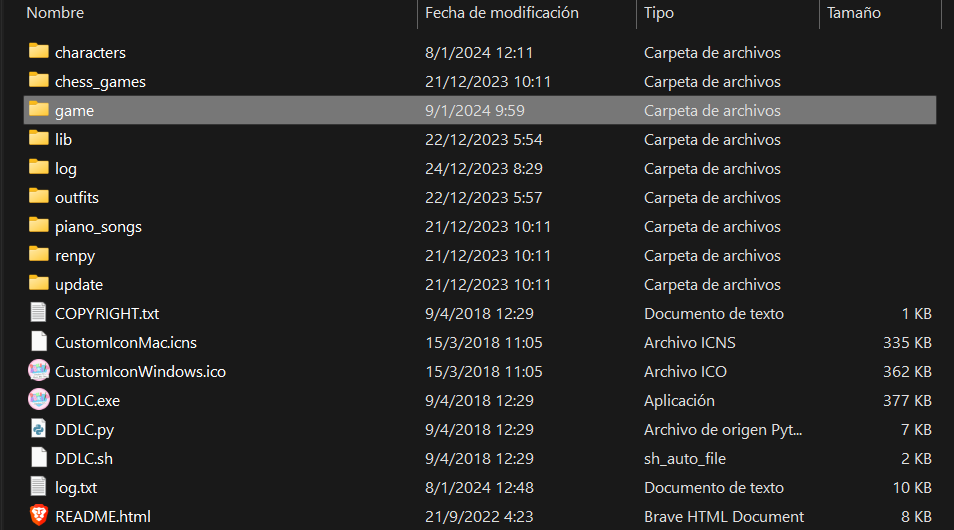 Nombre Fecha de modificación Tipo Tamaño
characters 8/1/2024 12:11 Carpeta de archivos
chess_games 21/12/2023 10:11 Carpeta de archivos
game 9/1/2024 9:59 Carpeta de archivos
lib 22/12/2023 5:54 Carpeta de archivos
log 24/12/2023 8:29 Carpeta de archivos
outfits 22/12/2023 5:57 Carpeta de archivos
piano_songs 21/12/2023 10:11 Carpeta de archivos
renpy 21/12/2023 10:11 Carpeta de archivos
update 21/12/2023 10:11 Carpeta de archivos
COPYRIGHT.txt 9/4/2018 12:29 Documento de texto 1 KB
CustomIconMac.icns 15/3/2018 11:05 Archivo ICNS 335 KB
CustomIconWindows.ico 15/3/2018 11:05 Archivo ICO 362 KB
DDLC.exe 9/4/2018 12:29 Aplicación 377 KB
DDLC.py 9/4/2018 12:29 Archivo de origen Pyt... 7 KB
DDLC.sh 9/4/2018 12:29 sh_auto_file 2 KB
log.txt 8/1/2024 12:48 Documento de texto 10 KB
README.html 21/9/2022 4:23 Brave HTML Document 8 KB